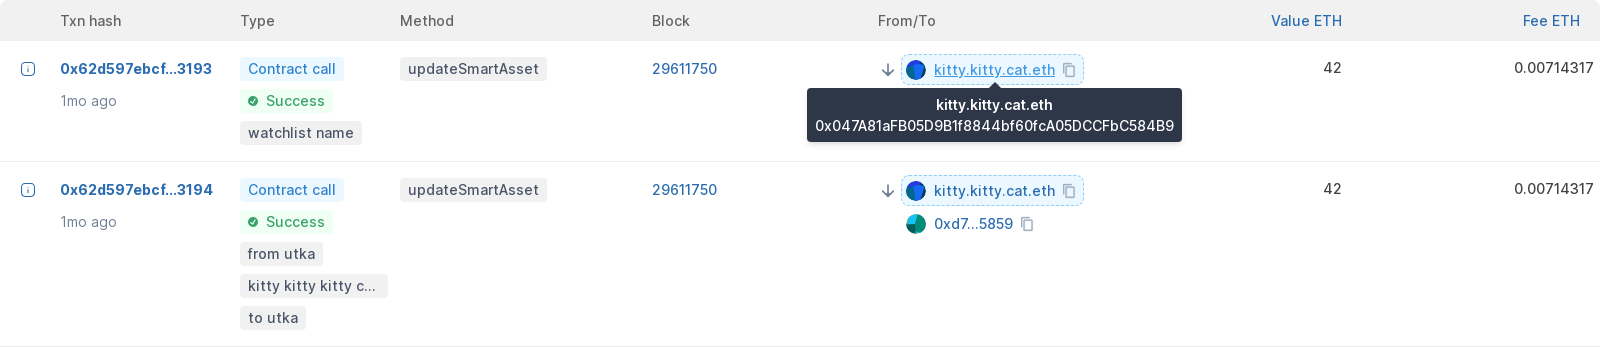 Txn hash Type Method Block From/To Value ETH Fee ETH
0x62d597ebcf...3193 Contract call updateSmartAsset 29611750 kitty.kitty.cat.eth 42 0.00714317
1mo ago Success
kitty.kitty.cat.eth
0x047A81aFB05D9B1f8844bf60fcA05DCCFbC584B9
watchlist name
0x62d597ebcf...3194 Contract call updateSmartAsset 29611750 kitty.kitty.cat.eth 42 0.00714317
1mo ago Success 0xd7...5859
from utka
kitty kitty kitty c...
to utka